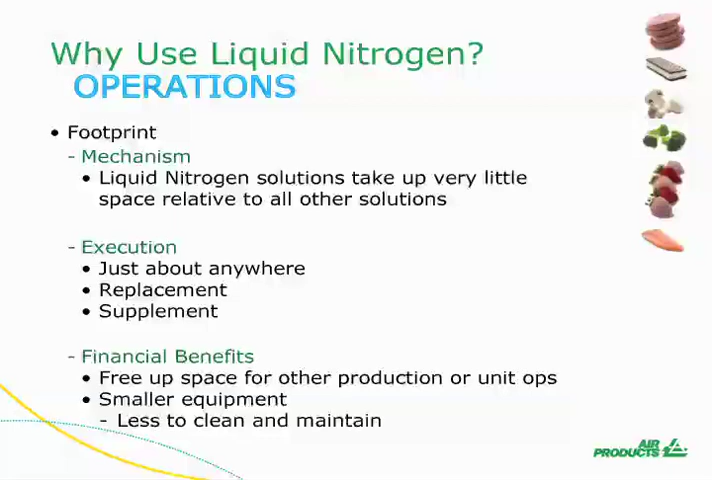 Why Use Liquid Nitrogen?
OPERATIONS
• Footprint
- Mechanism
• Liquid Nitrogen solutions take up very little
space relative to all other solutions
- Execution
• Just about anywhere
• Replacement
• Supplement
- Financial Benefits
• Free up space for other production or unit ops
• Smaller equipment
- Less to clean and maintain
AIR
PRODUCTS